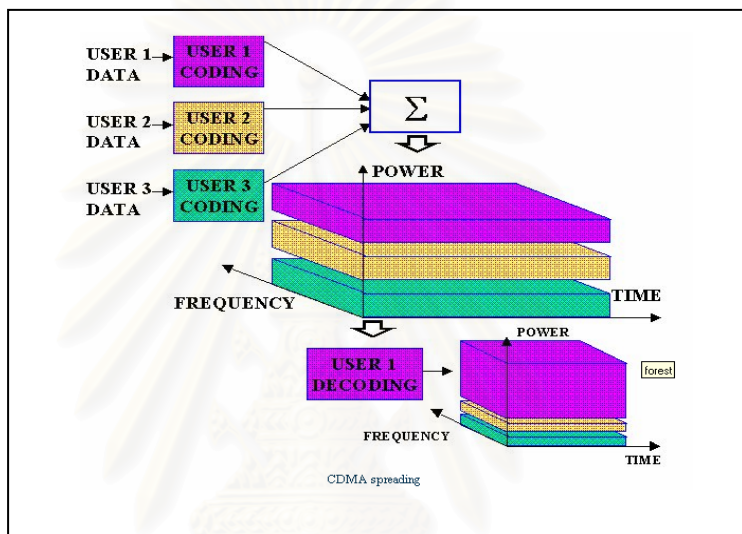 USER 1
DATA
USER 1
CODING
USER 2
DATA
USER 2
CODING
USER 3
DATA
USER 3
CODING
Σ
POWER
FREQUENCY
TIME
USER 1
DECODING
POWER
FREQUENCY
TIME
forest
CDMA spreading